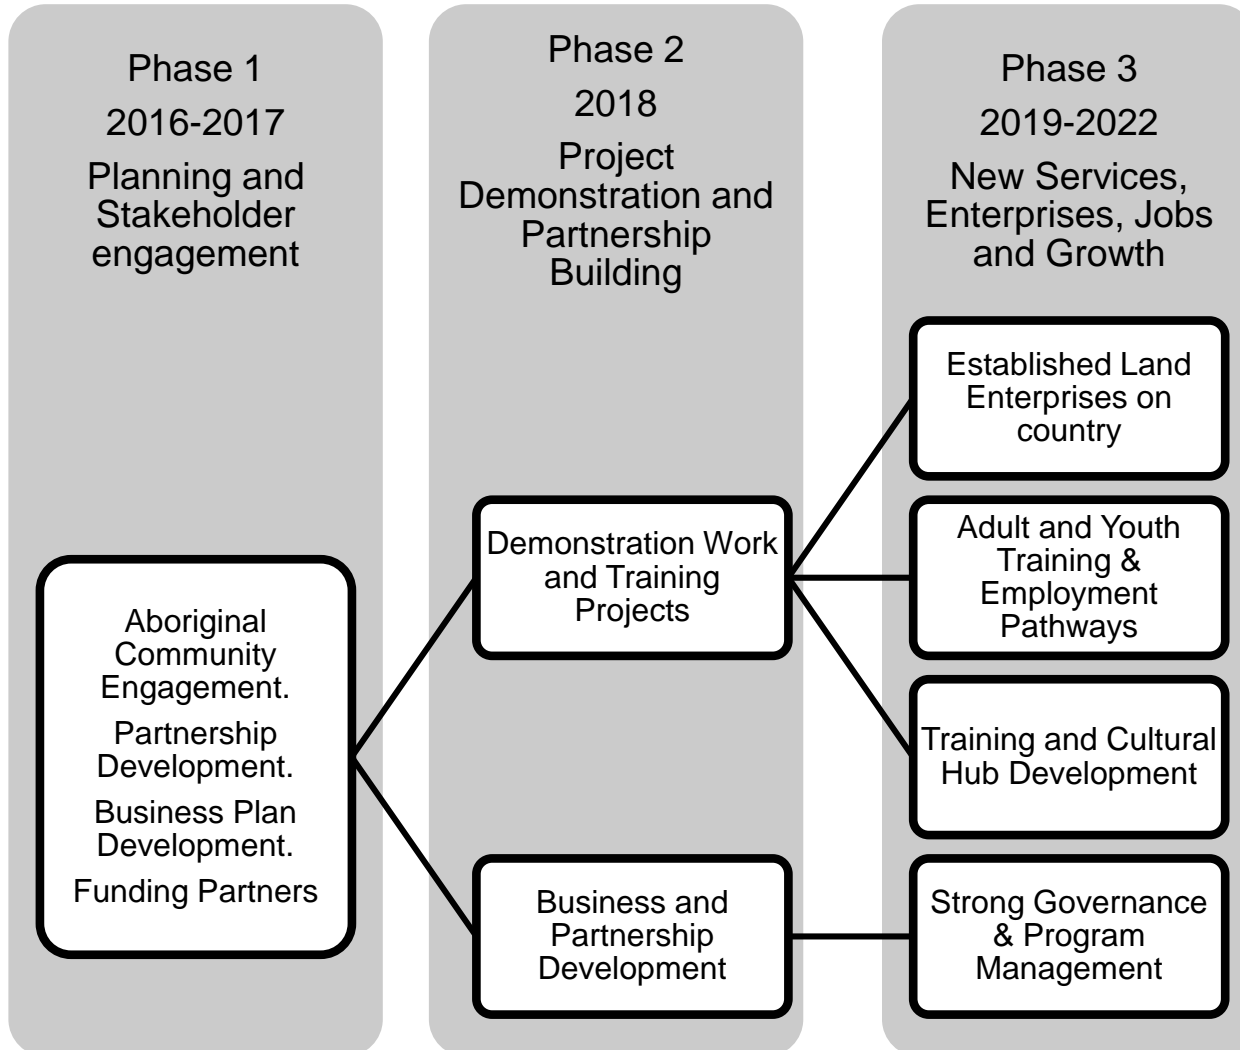 Phase 1
2016-2017
Planning and
Stakeholder
engagement
Aboriginal
Community
Engagement.
Partnership
Development.
Business Plan
Development.
Funding Partners
Phase 2
2018
Project
Demonstration and
Partnership
Building
Demonstration Work
and Training
Projects
Business and
Partnership
Development
Phase 3
2019-2022
New Services,
Enterprises, Jobs
and Growth
Established Land
Enterprises on
country
Adult and Youth
Training &
Employment
Pathways
Training and Cultural
Hub Development
Strong Governance
& Program
Management